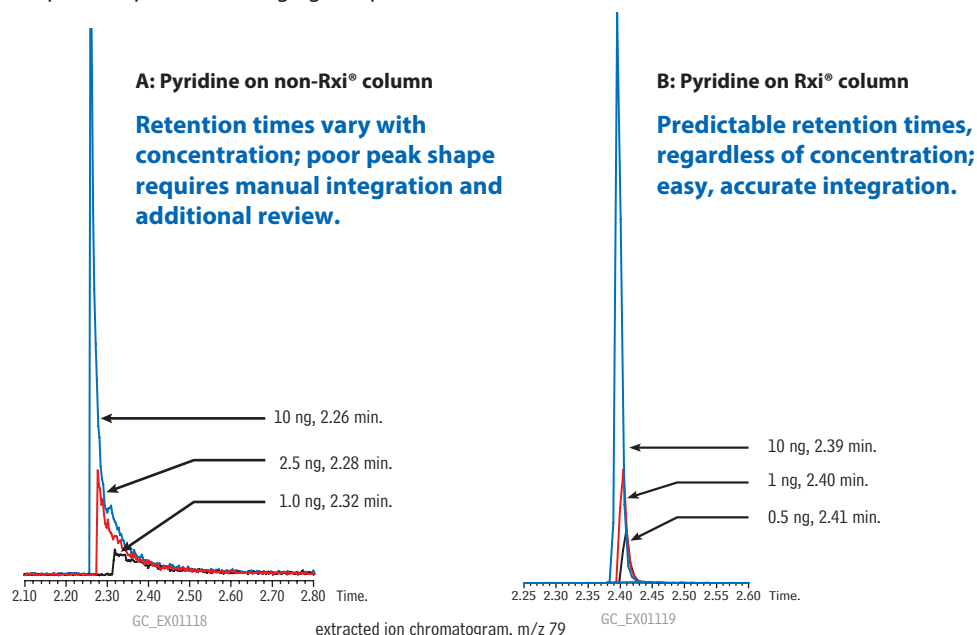 A: Pyridine on non-Rxi® column
Retention times vary with
concentration; poor peak shape
requires manual integration and
additional review.
10 ng, 2.26 min.
2.5 ng, 2.28 min.
1.0 ng, 2.32 min.
2.10 2.20 2.30 2.40 2.50 2.60 2.70 2.80 Time.
GC_EX01118
B: Pyridine on Rxi® column
Predictable retention times,
regardless of concentration;
easy, accurate integration.
10 ng, 2.39 min.
1 ng, 2.40 min.
0.5 ng, 2.41 min.
2.25 2.30 2.35 2.40 2.45 2.50 2.55 2.60 Time.
GC_EX01119
extracted ion chromatogram, m/z 79